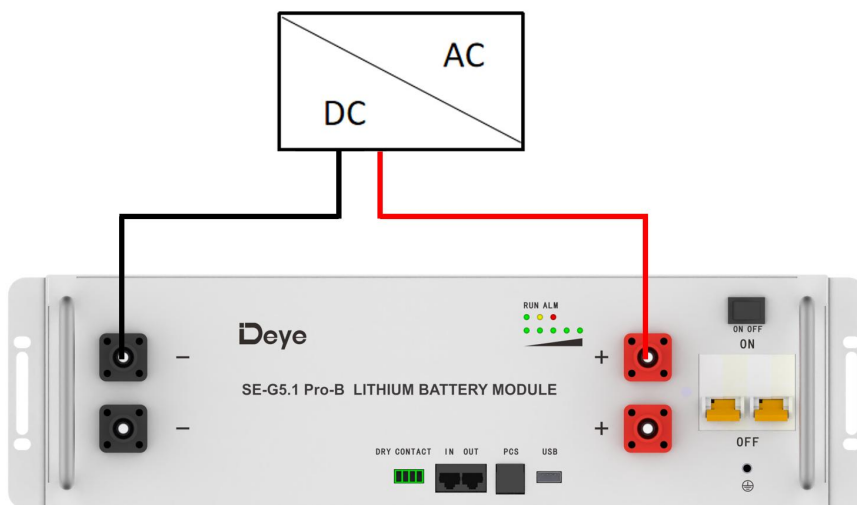 AC
DC
Deye
RUN ALM
ON OFF
ON
SE-G5.1 Pro-B LITHIUM BATTERY MODULE
− +
− +
OFF
DRY CONTACT IN OUT PCS USB